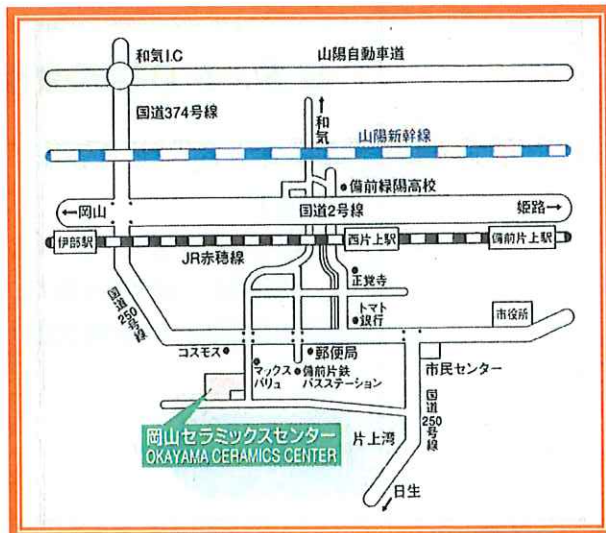 和気I.C
山陽自動車道
国道374号線
和気
山陽新幹線
備前緑陽高校
←岡山
国道2号線
姫路→
伊部駅
西片上駅
備前片上駅
JR赤穂線
正覚寺
国道250号線
トマト
銀行
市役所
コスモス
郵便局
マックス
バリュ
備前片鉄
バスステーション
市民センター
国道250号線
岡山セラミックスセンター
OKAYAMA CERAMICS CENTER
片上湾
日生